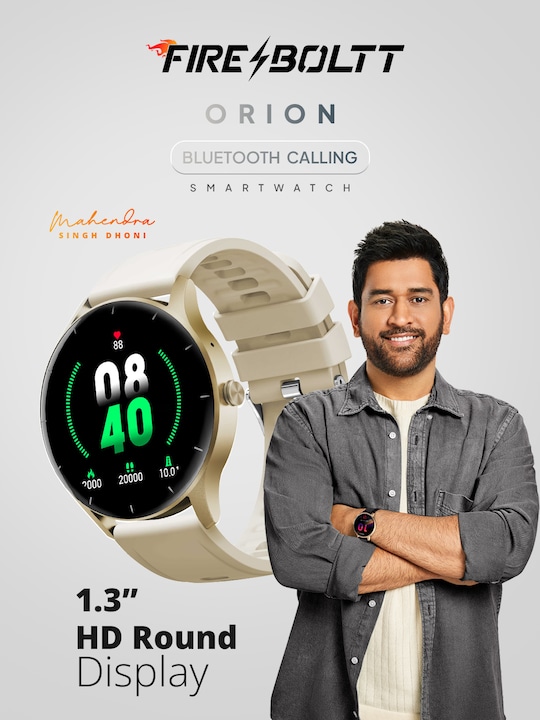 FIRE BOLTT
ORION
BLUETOOTH CALLING
SMARTWATCH
Mahendra
SINGH DHONI
88
08
40
2000 20000 10.0
1.3”
HD Round
Display